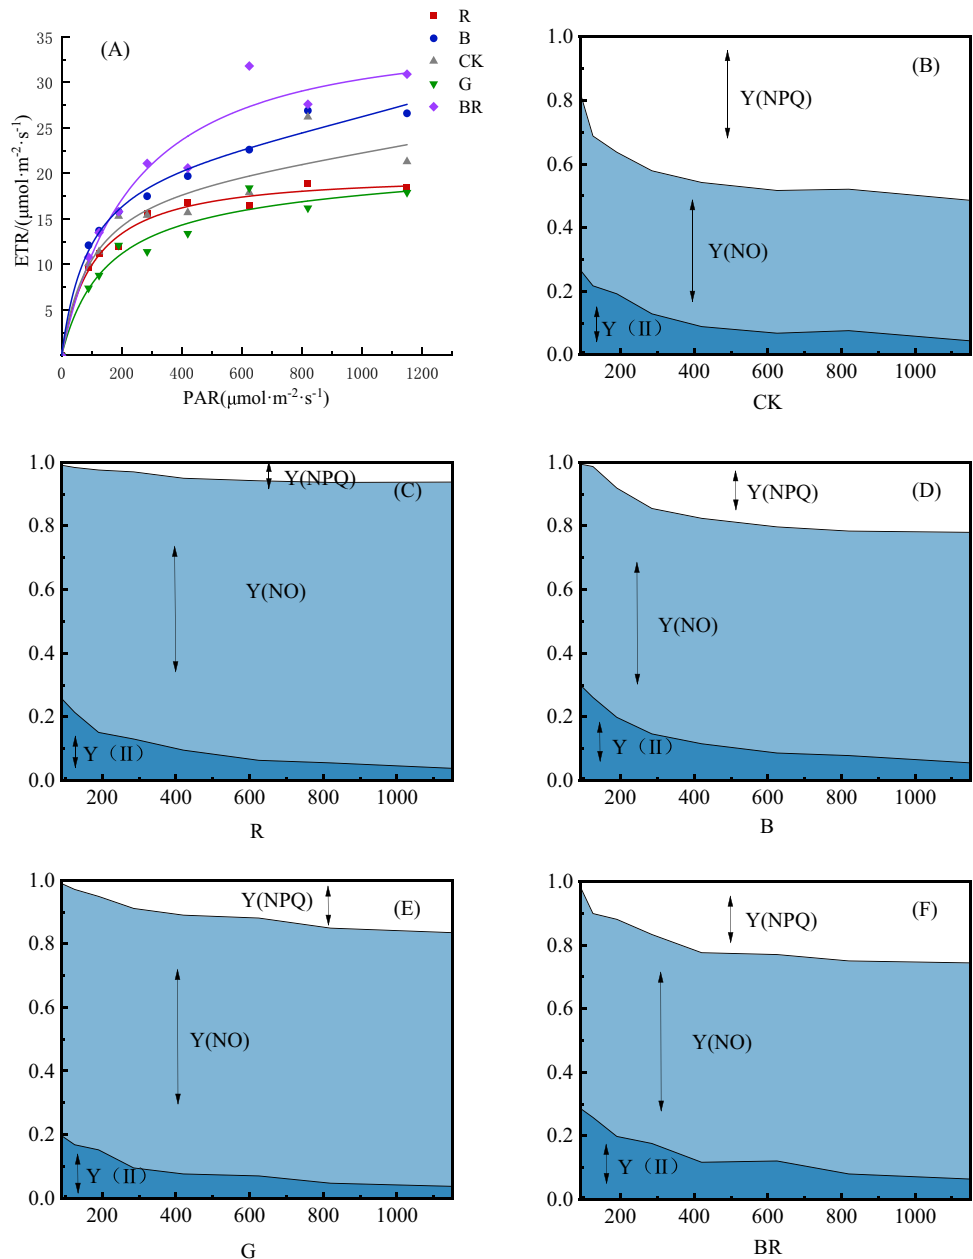 (A)
R
B
CK
G
BR
35
30
25
20
15
10
5
0
200
400
600
800
1000
1200
ETR/(μmol·m⁻²·s⁻¹)
PAR(μmol·m⁻²·s⁻¹)
(B)
Y(NPQ)
Y(NO)
Y（II）
1.0
0.8
0.6
0.4
0.2
0.0
200
400
600
800
1000
CK
(C)
Y(NPQ)
Y(NO)
Y（II）
1.0
0.8
0.6
0.4
0.2
0.0
200
400
600
800
1000
R
(D)
Y(NPQ)
Y(NO)
Y（II）
1.0
0.8
0.6
0.4
0.2
0.0
200
400
600
800
1000
B
(E)
Y(NPQ)
Y(NO)
Y（II）
1.0
0.8
0.6
0.4
0.2
0.0
200
400
600
800
1000
G
(F)
Y(NPQ)
Y(NO)
Y（II）
1.0
0.8
0.6
0.4
0.2
0.0
200
400
600
800
1000
BR